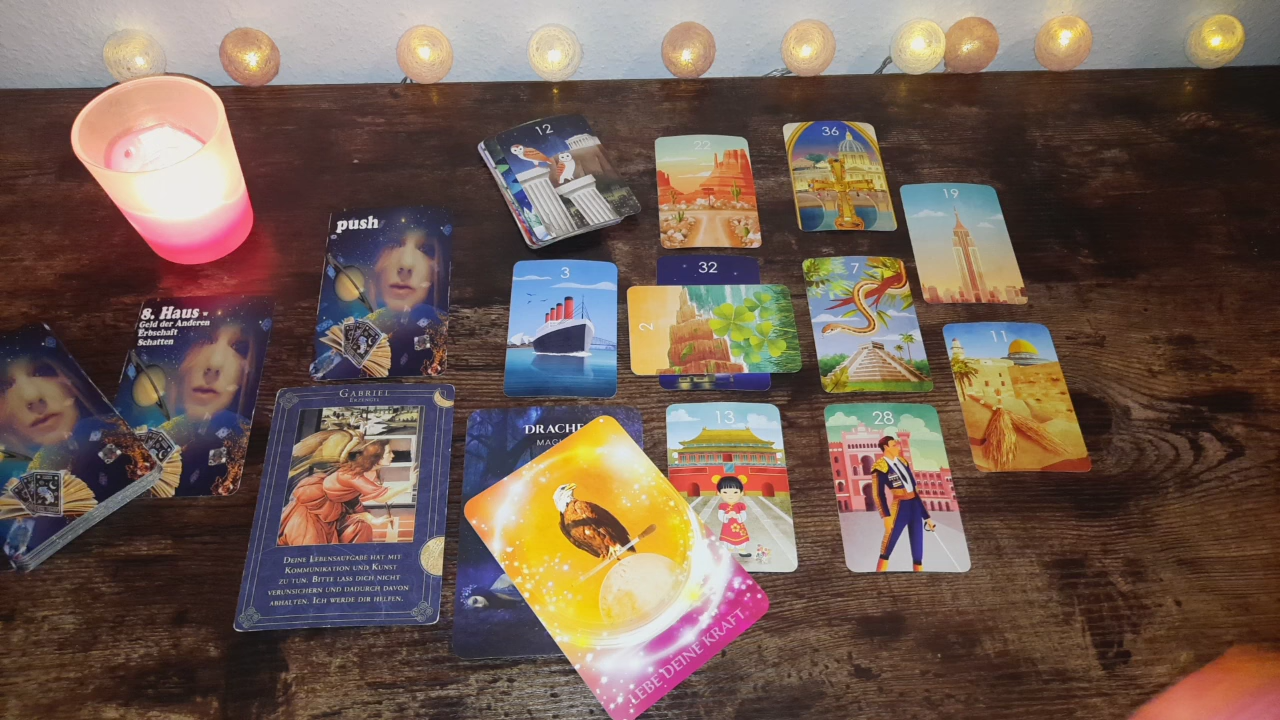 12
22
36
19
push
3
32
7
2
8. Haus w
Geld der Anderen
Erbschaft
Schatten
11
GABRIEL
ERZENGEL
DRACHE
13
28
DEINE LEBENSAUFGABE HAT MIT
KOMMUNIKATION UND KUNST
ZU TUN. BITTE LASS DICH NICHT
VERUNSICHERN UND DADURCH DAVON
ABHALTEN. ICH WERDE DIR HELFEN.
LEBE DEINE KRAFT